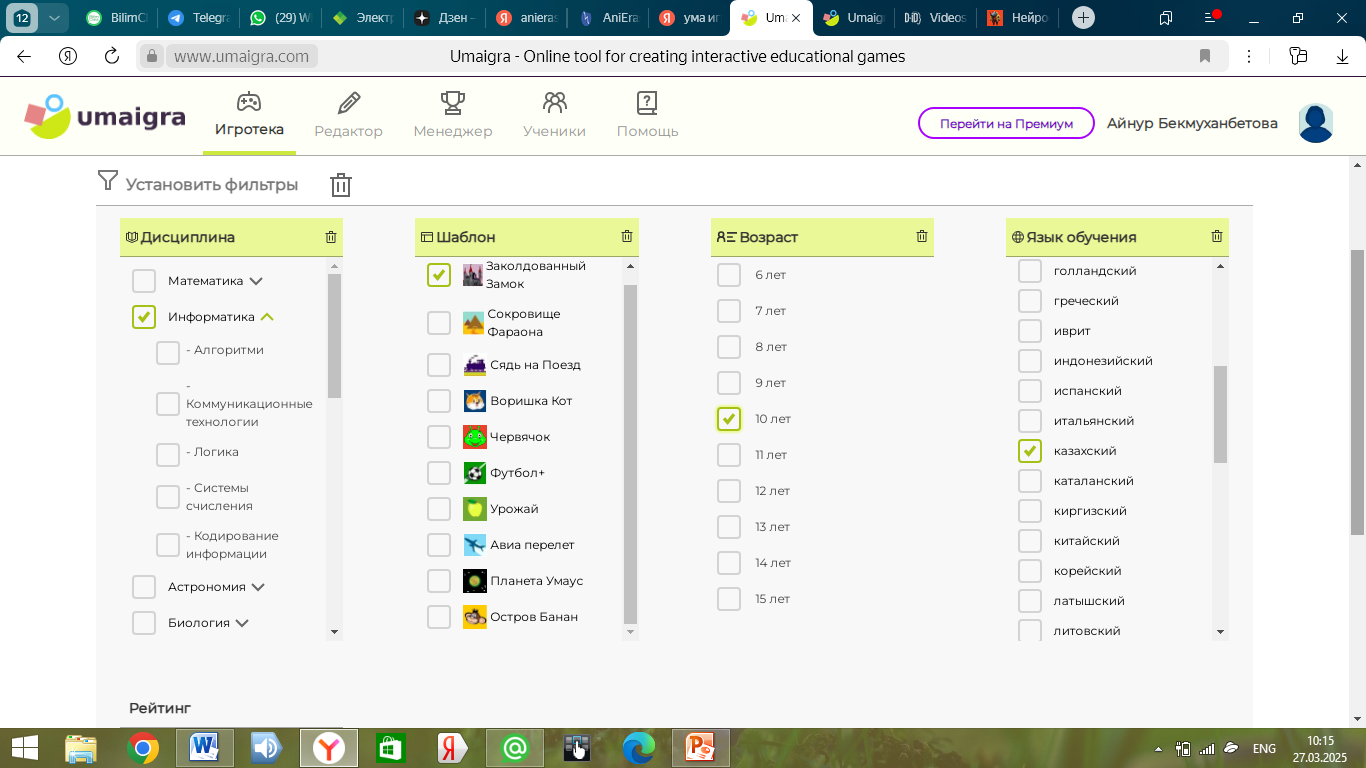 12
BilimCl
Telegra
(29) W
Электр
Дзен –
anieras
AniEra
ума иг
Uma
Umaig
Videos
Нейро
www.umaigra.com
Umaigra - Online tool for creating interactive educational games
umaigra
Игротека
Редактор
Менеджер
Ученики
Помощь
Перейти на Премиум
Айнур Бекмуханбетова
Установить фильтры
Дисциплина
Математика
Информатика
- Алгоритми
-
Коммуникационные
технологии
- Логика
- Системы
счисления
- Кодирование
информации
Астрономия
Биология
Шаблон
Заколдованный
Замок
Сокровище
Фараона
Сядь на Поезд
Воришка Кот
Червячок
Футбол+
Урожай
Авиа перелет
Планета Умаус
Остров Банан
Возраст
6 лет
7 лет
8 лет
9 лет
10 лет
11 лет
12 лет
13 лет
14 лет
15 лет
Язык обучения
голландский
греческий
иврит
индонезийский
испанский
итальянский
казахский
каталанский
киргизский
китайский
корейский
латышский
литовский
Рейтинг
ENG
10:15
27.03.2025